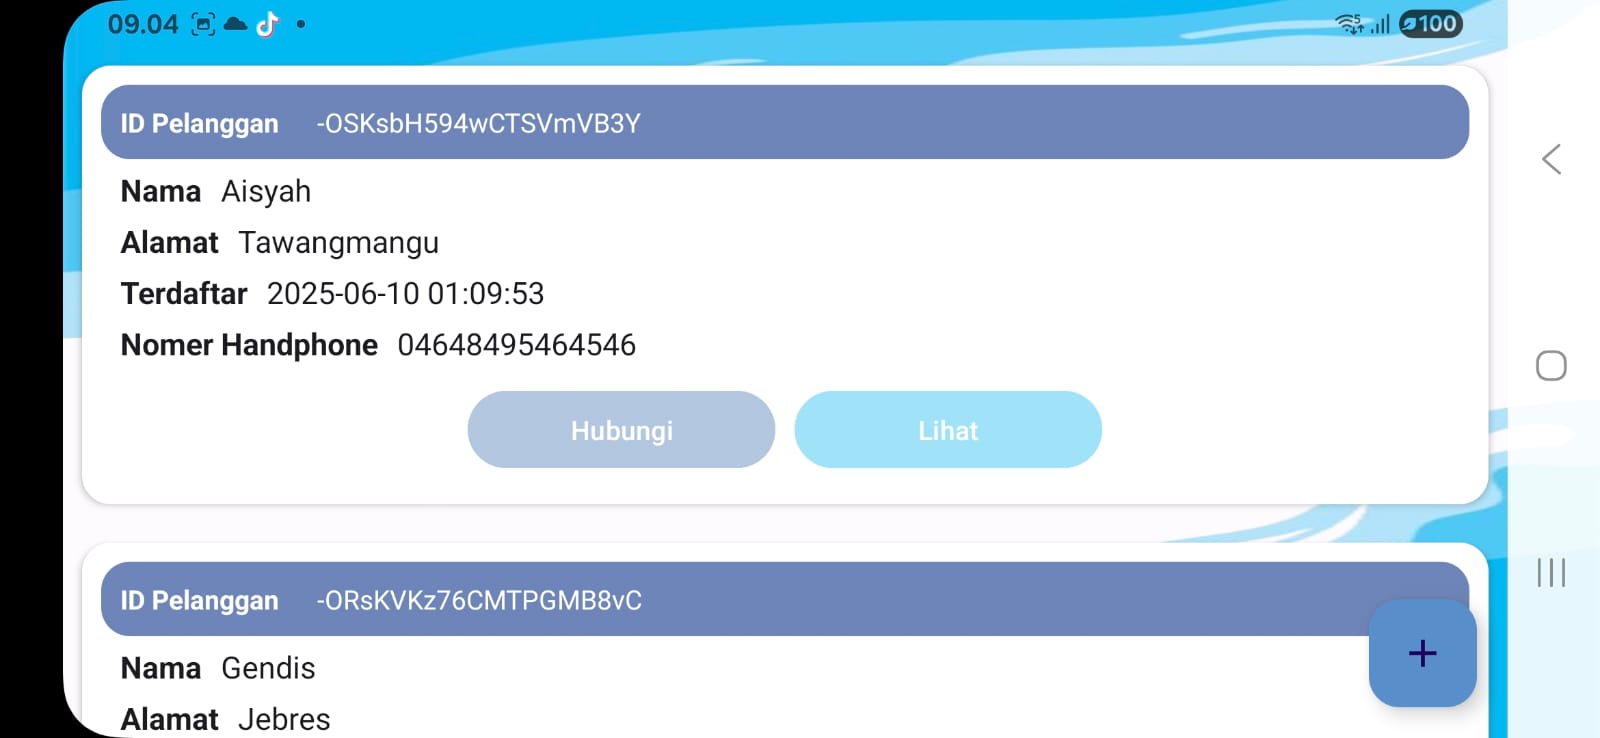 09.04
5
100
ID Pelanggan -OSKsbH594wCTSVmVB3Y
Nama Aisyah
Alamat Tawangmangu
Terdaftar 2025-06-10 01:09:53
Nomer Handphone 04648495464546
Hubungi Lihat
ID Pelanggan -ORsKVKz76CMTPGMB8vC
Nama Gendis
Alamat Jebres
+